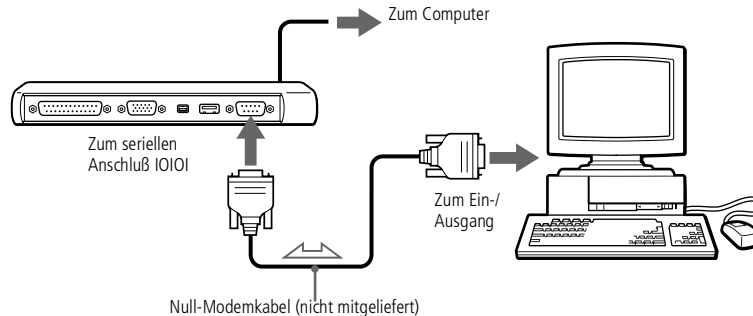 Zum Computer
Zum seriellen
Anschluß IOIOI
Zum Ein-/
Ausgang
Null-Modemkabel (nicht mitgeliefert)